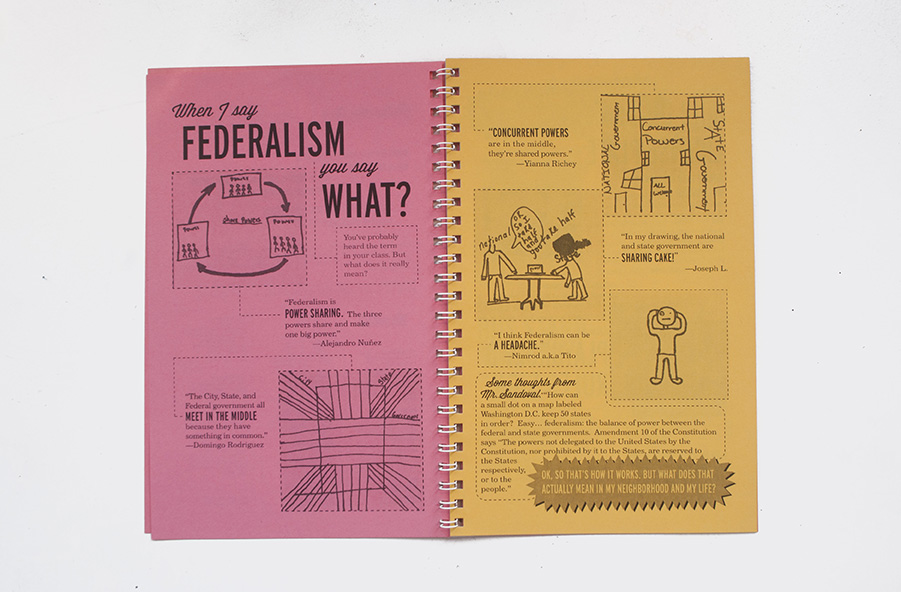 When I say
FEDERALISM
you say
WHAT?
POWER
POWER
POWER
SAME POWERS
You've probably
heard the term
in your class. But
what does it really
mean?
"Federalism is
POWER SHARING. The three
powers share and make
one big power."
—Alejandro Nuñez
"The City, State, and
Federal government all
MEET IN THE MIDDLE
because they have
something in common."
—Domingo Rodriguez
City
State
Government
"CONCURRENT POWERS
are in the middle,
they're shared powers."
—Yianna Richey
NATIONAL Government
Concurrent
Powers
STATE Government
ALL
national
OK
So I
take
half
and
you take half
State
"In my drawing, the national
and state government are
SHARING CAKE!"
—Joseph L.
"I think Federalism can be
A HEADACHE."
—Nimrod a.k.a Tito
Some thoughts from
Mr. Sandoval: "How can
a small dot on a map labeled
Washington D.C. keep 50 states
in order? Easy... federalism: the balance of power between the
federal and state governments. Amendment 10 of the Constitution
says "The powers not delegated to the United States by the
Constitution, nor prohibited by it to the States, are reserved to
the States
respectively,
or to the
people."
OK, SO THAT'S HOW IT WORKS. BUT WHAT DOES THAT
ACTUALLY MEAN IN MY NEIGHBORHOOD AND MY LIFE?